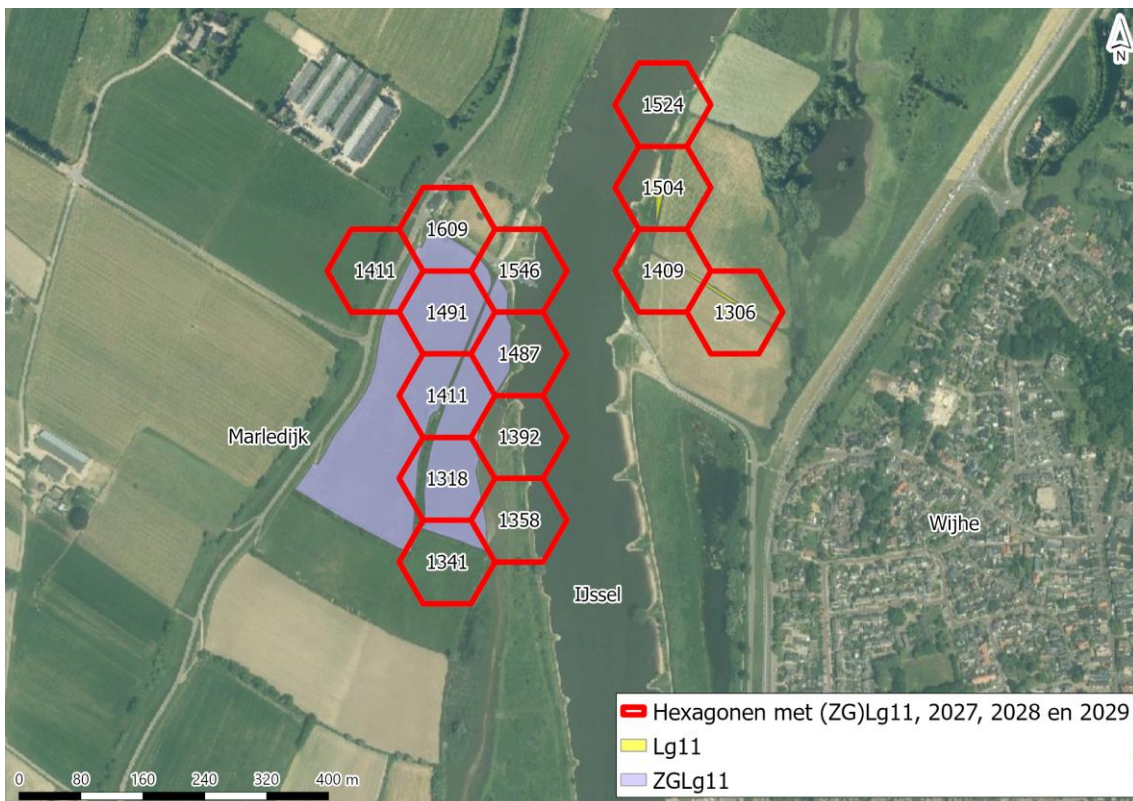 N
1524
1504
1609
1411
1546
1409
1491
1306
1487
1411
1392
Marledijk
1318
1358
Wijhe
1341
IJssel
Hexagonen met (ZG)Lg11, 2027, 2028 en 2029
Lg11
ZGLg11
0 80 160 240 320 400 m